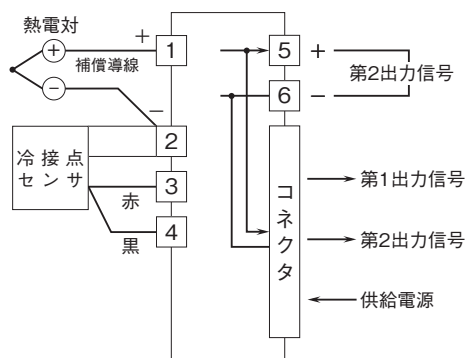 熱電対
+
補償導線
+
1
−
−
2
冷接点
センサ
赤
3
黒
4
5
+
第2出力信号
6
−
コネクタ
第1出力信号
第2出力信号
供給電源